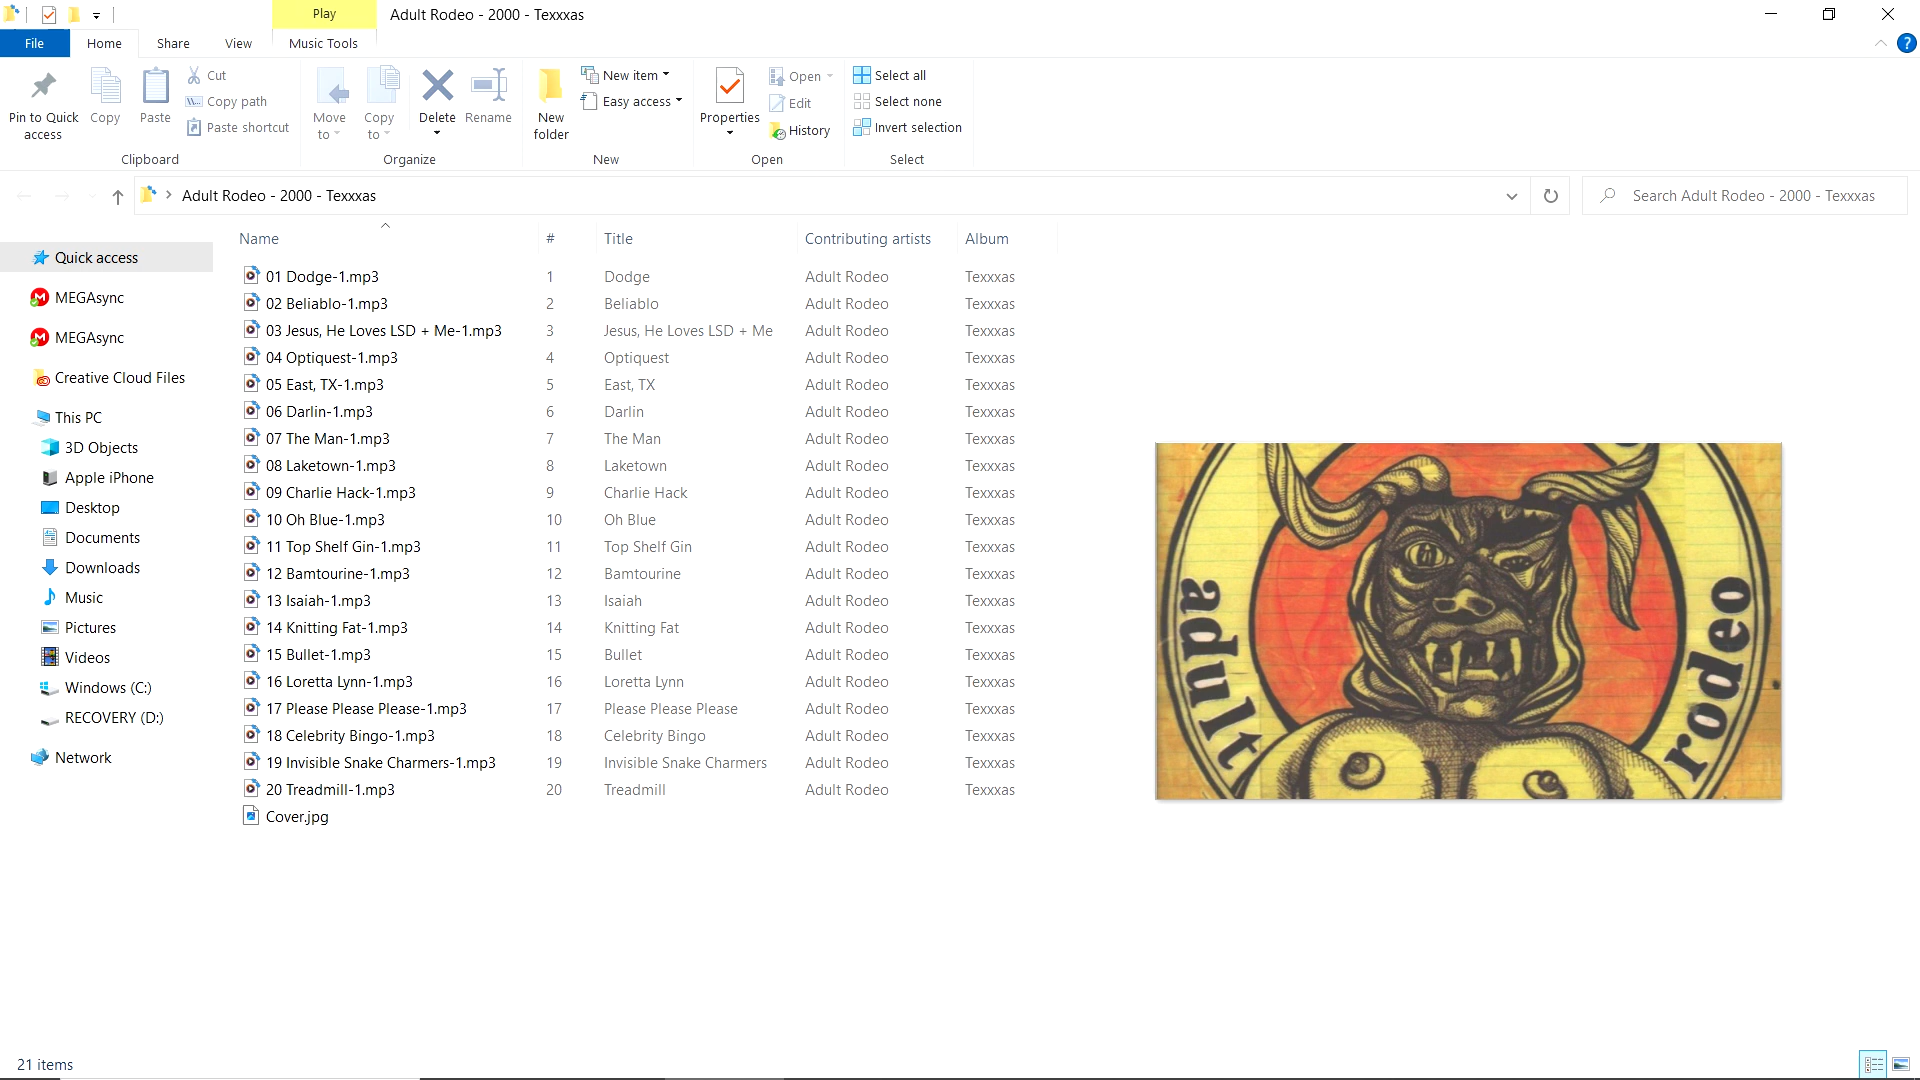 Play
Adult Rodeo - 2000 - Texxxas
File
Home
Share
View
Music Tools
Pin to Quick access
Copy
Paste
Cut
Copy path
Paste shortcut
Clipboard
Move to
Copy to
Delete
Rename
Organize
New folder
New item
Easy access
New
Properties
Open
Edit
History
Open
Select all
Select none
Invert selection
Select
Adult Rodeo - 2000 - Texxxas
Search Adult Rodeo - 2000 - Texxxas
Quick access
MEGAsync
MEGAsync
Creative Cloud Files
This PC
3D Objects
Apple iPhone
Desktop
Documents
Downloads
Music
Pictures
Videos
Windows (C:)
RECOVERY (D:)
Network
Name # Title Contributing artists Album
01 Dodge-1.mp3 1 Dodge Adult Rodeo Texxxas
02 Beliablo-1.mp3 2 Beliablo Adult Rodeo Texxxas
03 Jesus, He Loves LSD + Me-1.mp3 3 Jesus, He Loves LSD + Me Adult Rodeo Texxxas
04 Optiquest-1.mp3 4 Optiquest Adult Rodeo Texxxas
05 East, TX-1.mp3 5 East, TX Adult Rodeo Texxxas
06 Darlin-1.mp3 6 Darlin Adult Rodeo Texxxas
07 The Man-1.mp3 7 The Man Adult Rodeo Texxxas
08 Laketown-1.mp3 8 Laketown Adult Rodeo Texxxas
09 Charlie Hack-1.mp3 9 Charlie Hack Adult Rodeo Texxxas
10 Oh Blue-1.mp3 10 Oh Blue Adult Rodeo Texxxas
11 Top Shelf Gin-1.mp3 11 Top Shelf Gin Adult Rodeo Texxxas
12 Bamtourine-1.mp3 12 Bamtourine Adult Rodeo Texxxas
13 Isaiah-1.mp3 13 Isaiah Adult Rodeo Texxxas
14 Knitting Fat-1.mp3 14 Knitting Fat Adult Rodeo Texxxas
15 Bullet-1.mp3 15 Bullet Adult Rodeo Texxxas
16 Loretta Lynn-1.mp3 16 Loretta Lynn Adult Rodeo Texxxas
17 Please Please Please-1.mp3 17 Please Please Please Adult Rodeo Texxxas
18 Celebrity Bingo-1.mp3 18 Celebrity Bingo Adult Rodeo Texxxas
19 Invisible Snake Charmers-1.mp3 19 Invisible Snake Charmers Adult Rodeo Texxxas
20 Treadmill-1.mp3 20 Treadmill Adult Rodeo Texxxas
Cover.jpg
adult rodeo
21 items